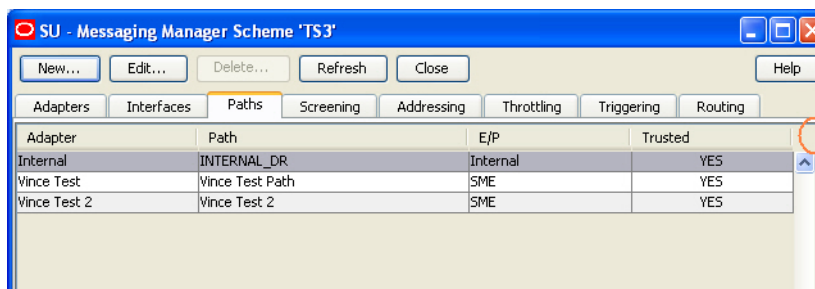 SU - Messaging Manager Scheme 'TS3'
New... Edit... Delete... Refresh Close Help
Adapters Interfaces Paths Screening Addressing Throttling Triggering Routing
Adapter Path E/P Trusted
Internal INTERNAL_DR Internal YES
Vince Test Vince Test Path SME YES
Vince Test 2 Vince Test 2 SME YES